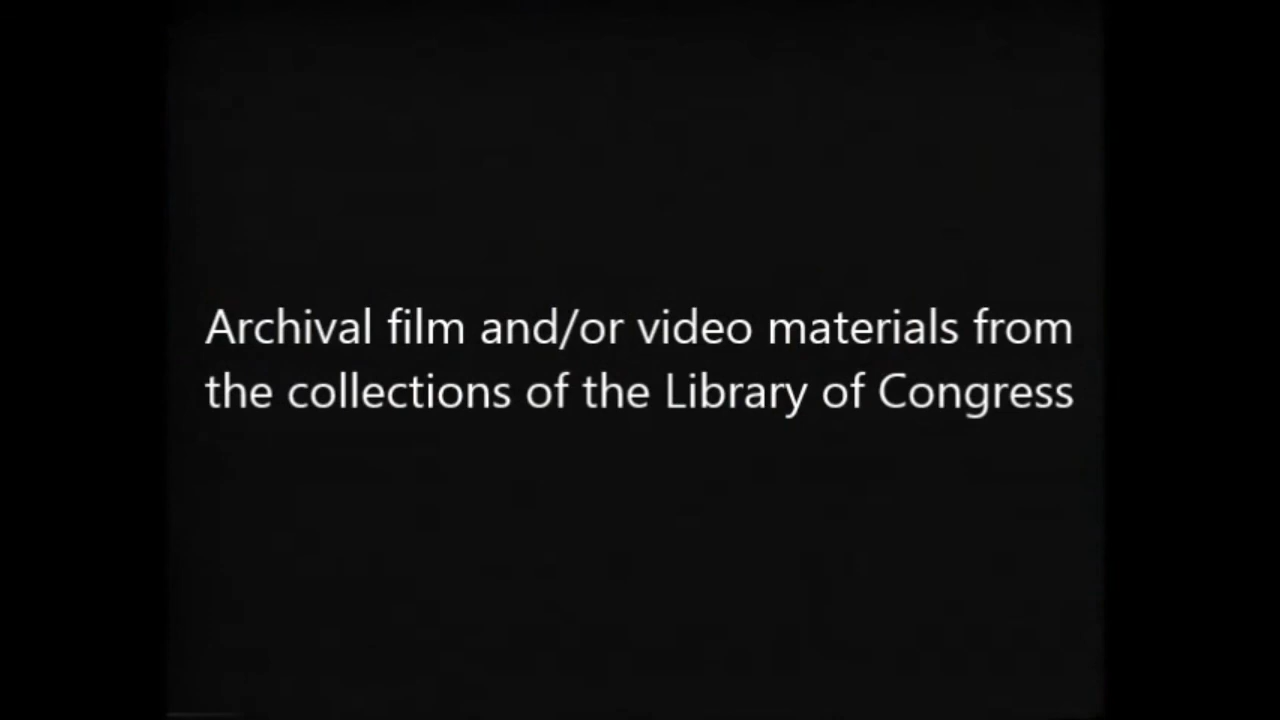 Archival film and/or video materials from
the collections of the Library of Congress